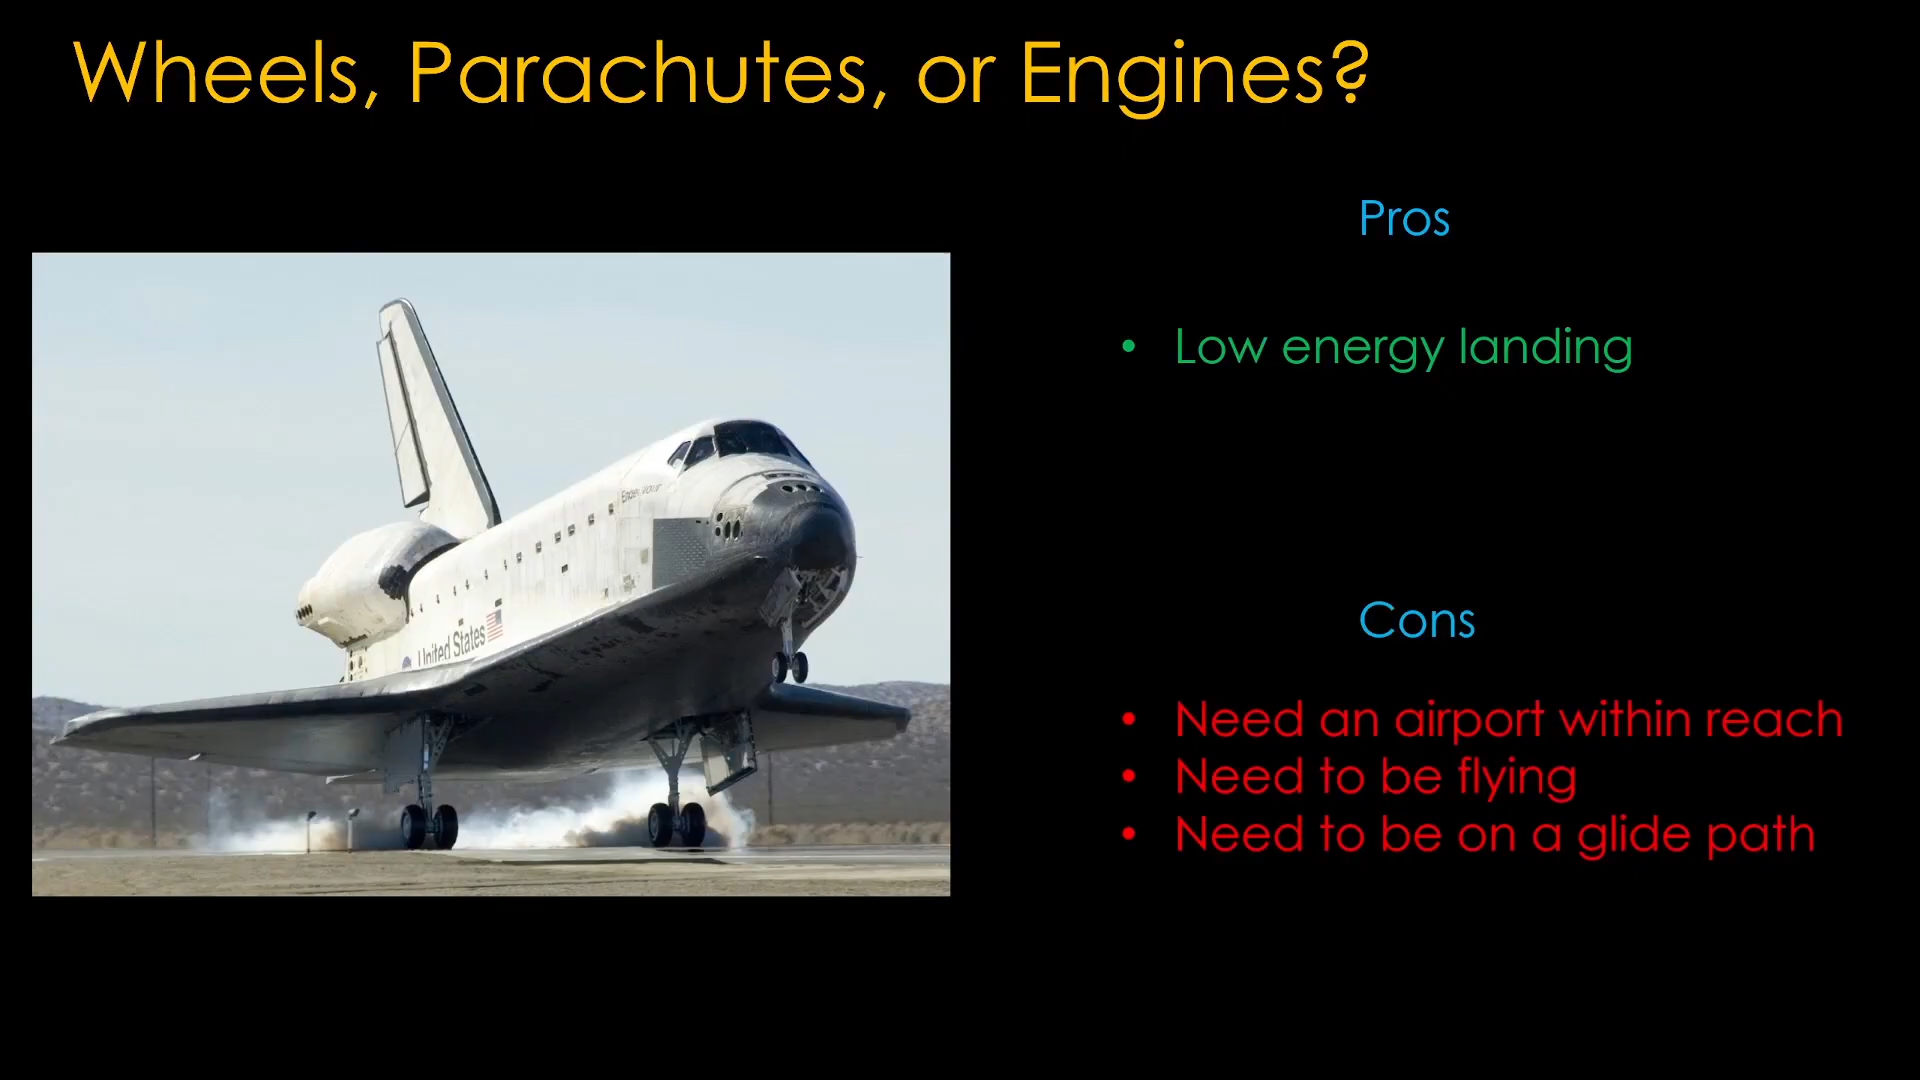 Wheels, Parachutes, or Engines?
Pros
• Low energy landing
Endeavour
United States
Cons
• Need an airport within reach
• Need to be flying
• Need to be on a glide path